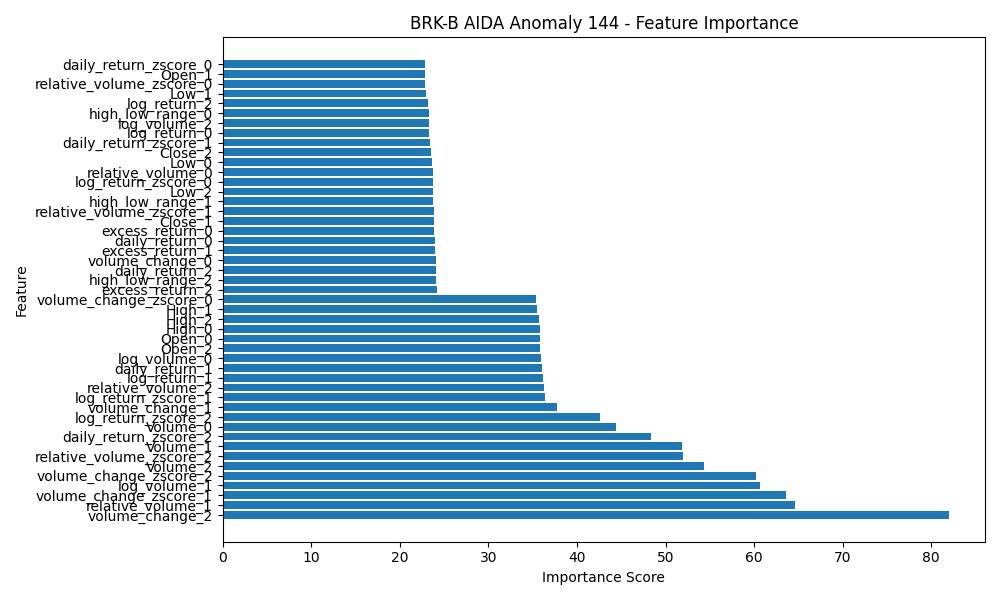 BRK-B AIDA Anomaly 144 - Feature Importance
daily_return_zscore_0
Open_1
relative_volume_zscore_0
Low_1
log_return_2
high_low_range_0
log_volume_2
log_return_0
daily_return_zscore_1
Close_2
Low_0
relative_volume_0
log_return_zscore_0
Low_2
high_low_range_1
relative_volume_zscore_1
Close_1
excess_return_0
daily_return_0
excess_return_1
volume_change_0
daily_return_2
high_low_range_2
excess_return_2
volume_change_zscore_0
High_1
High_2
High_0
Open_0
Open_2
log_volume_0
daily_return_1
log_return_1
relative_volume_2
log_return_zscore_1
volume_change_1
log_return_zscore_2
Volume_0
daily_return_zscore_2
Volume_1
relative_volume_zscore_2
Volume_2
volume_change_zscore_2
log_volume_1
volume_change_zscore_1
relative_volume_1
volume_change_2
Feature
0 10 20 30 40 50 60 70 80
Importance Score